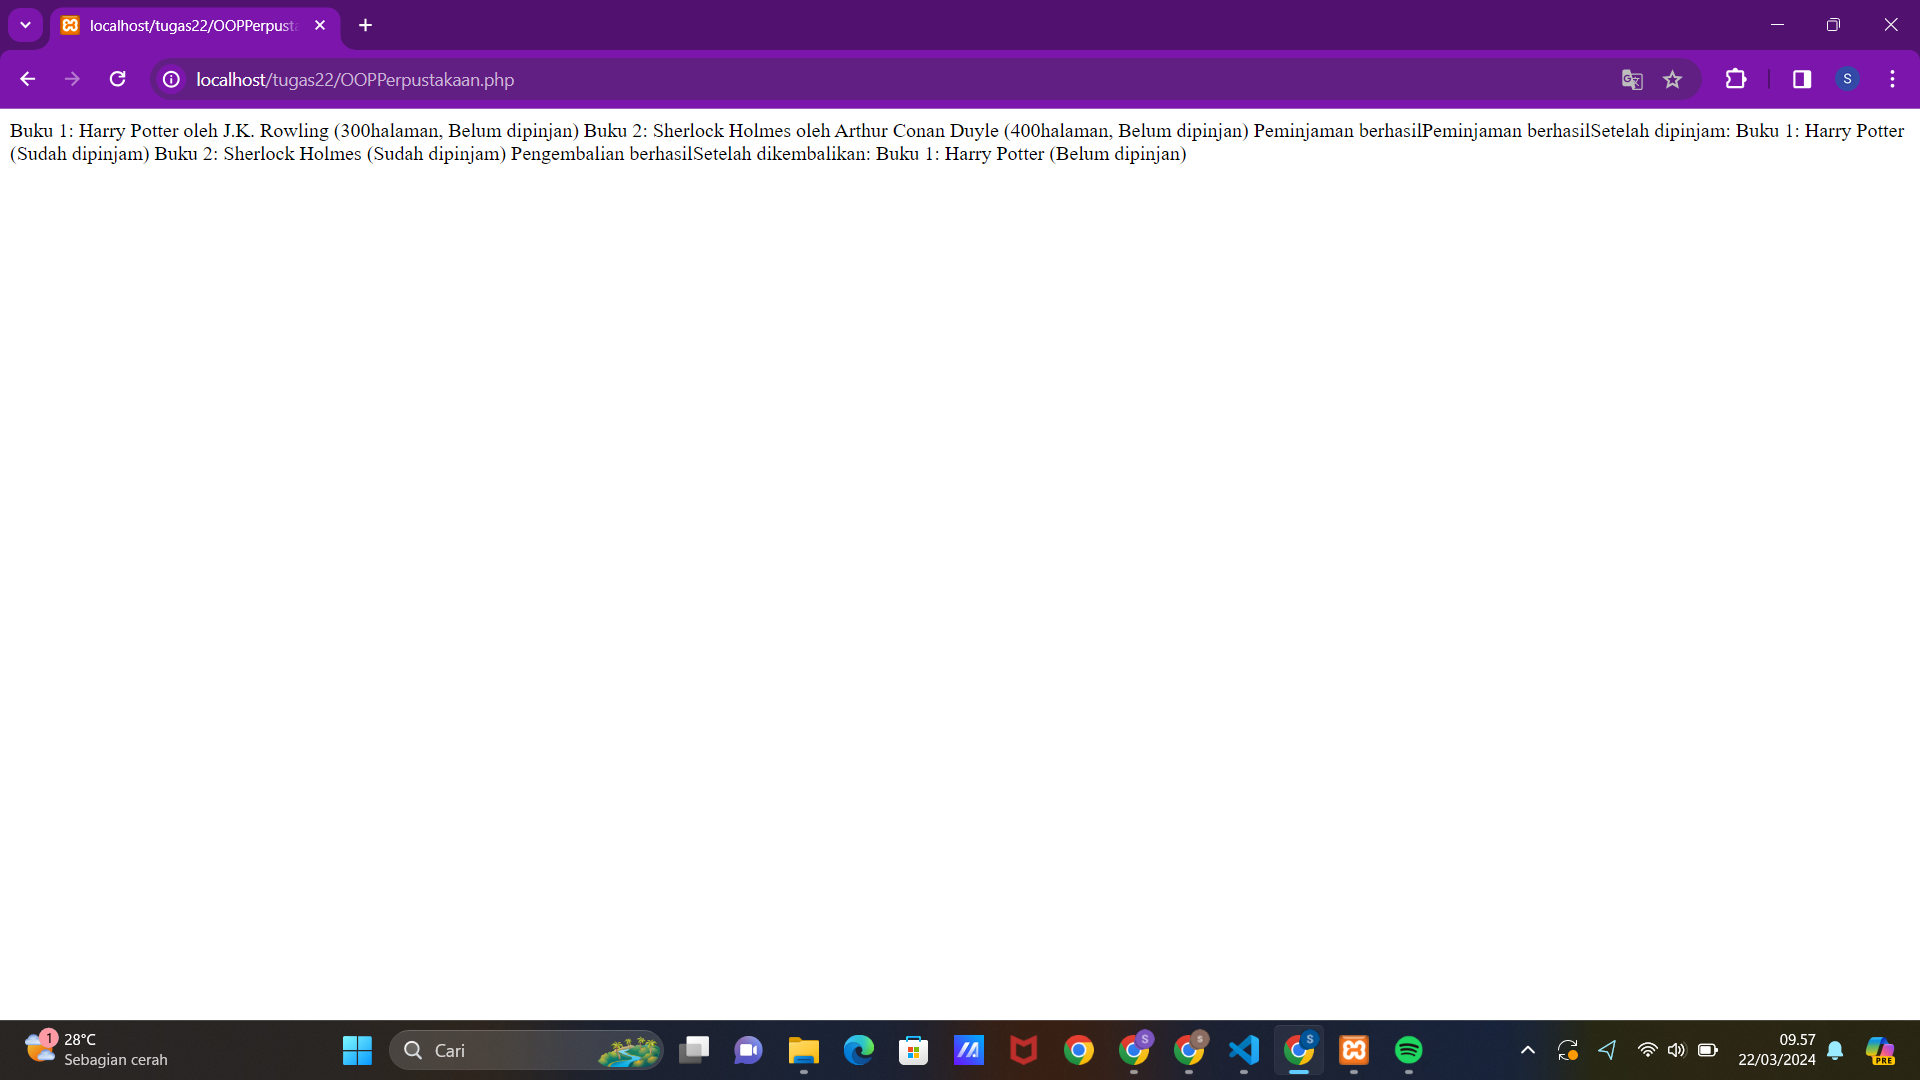 localhost/tugas22/OOPPerpusta
localhost/tugas22/OOPPerpustakaan.php
S
Buku 1: Harry Potter oleh J.K. Rowling (300halaman, Belum dipinjan) Buku 2: Sherlock Holmes oleh Arthur Conan Duyle (400halaman, Belum dipinjan) Peminjaman berhasilPeminjaman berhasilSetelah dipinjam: Buku 1: Harry Potter
(Sudah dipinjam) Buku 2: Sherlock Holmes (Sudah dipinjam) Pengembalian berhasilSetelah dikembalikan: Buku 1: Harry Potter (Belum dipinjan)
1
28°C
Sebagian cerah
Cari
S
S
S
09.57
22/03/2024
PRE